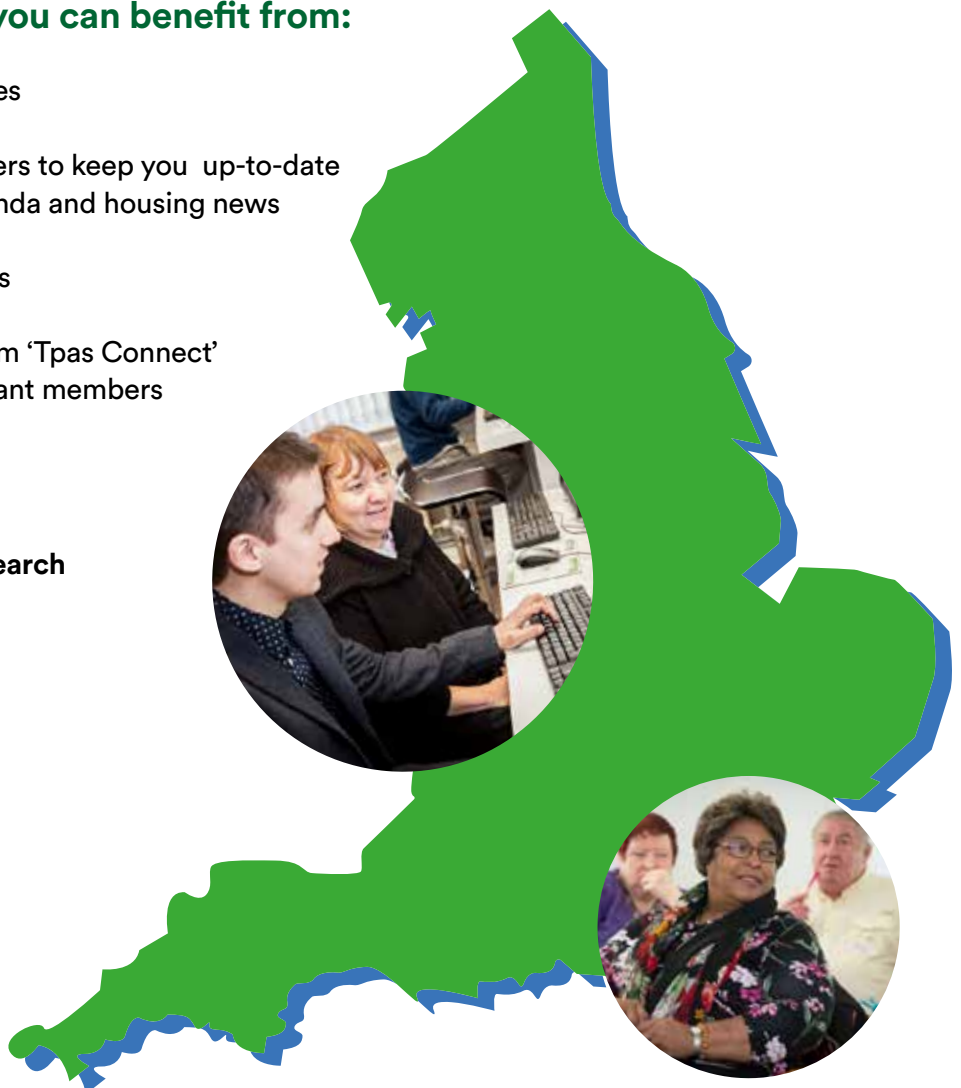 you can benefit from:
es
ers to keep you up-to-date
nda and housing news
s
m ‘Tpas Connect’
ant members
earch